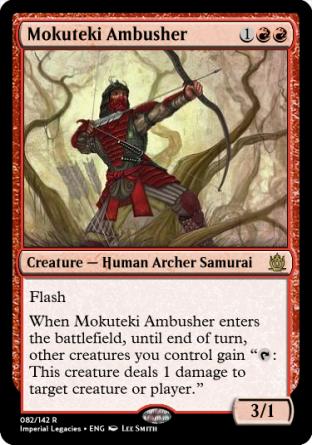 Mokuteki Ambusher 1
Creature — Human Archer Samurai
Flash
When Mokuteki Ambusher enters
the battlefield, until end of turn,
other creatures you control gain “:
This creature deals 1 damage to
target creature or player.”
3/1
082/142 R
Imperial Legacies • ENG Lee Smith